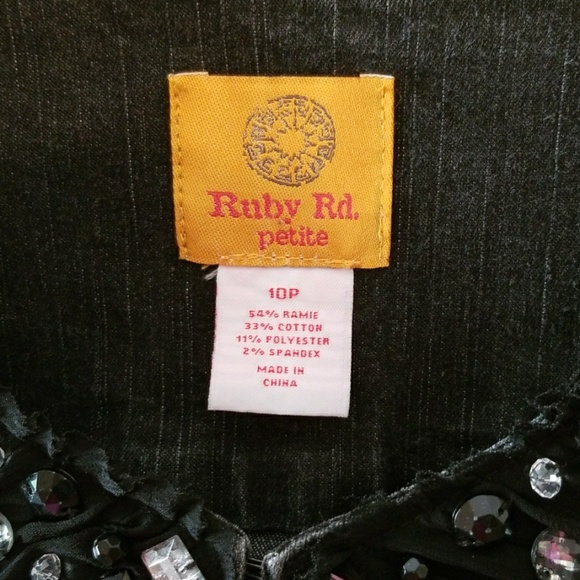 Ruby Rd.
petite
10P
54% RAMIE
33% COTTON
11% POLYESTER
2% SPANDEX
MADE IN
CHINA